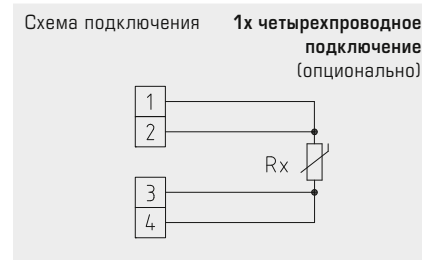 Схема подключения 1x четырехпроводное
подключение
(опционально)
1
2
Rx
3
4